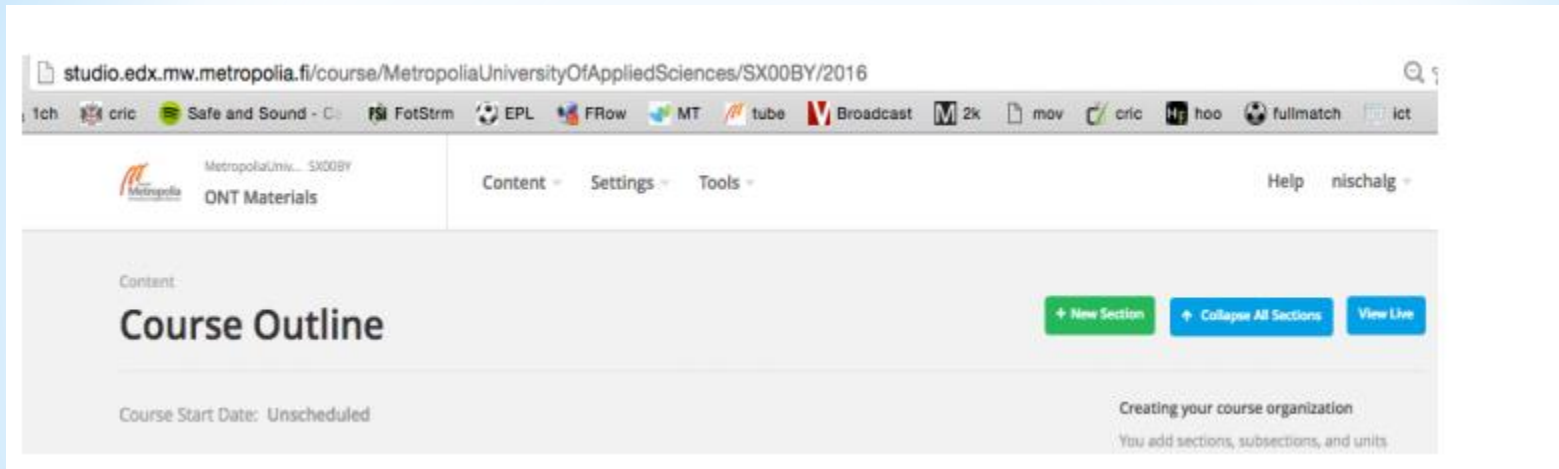 studio.edx.mw.metropolia.fi/course/MetropoliaUniversityOfAppliedSciences/SX00BY/2016
1ch cric Safe and Sound - C FotStrm EPL FRow MT tube Broadcast 2k mov cric hoo fullmatch ict
Metropolia
MetropoliaUniv... SX00BY
ONT Materials
Content Settings Tools Help nischalg
Content
Course Outline
+ New Section Collapse All Sections View Live
Course Start Date: Unscheduled
Creating your course organization
You add sections, subsections, and units